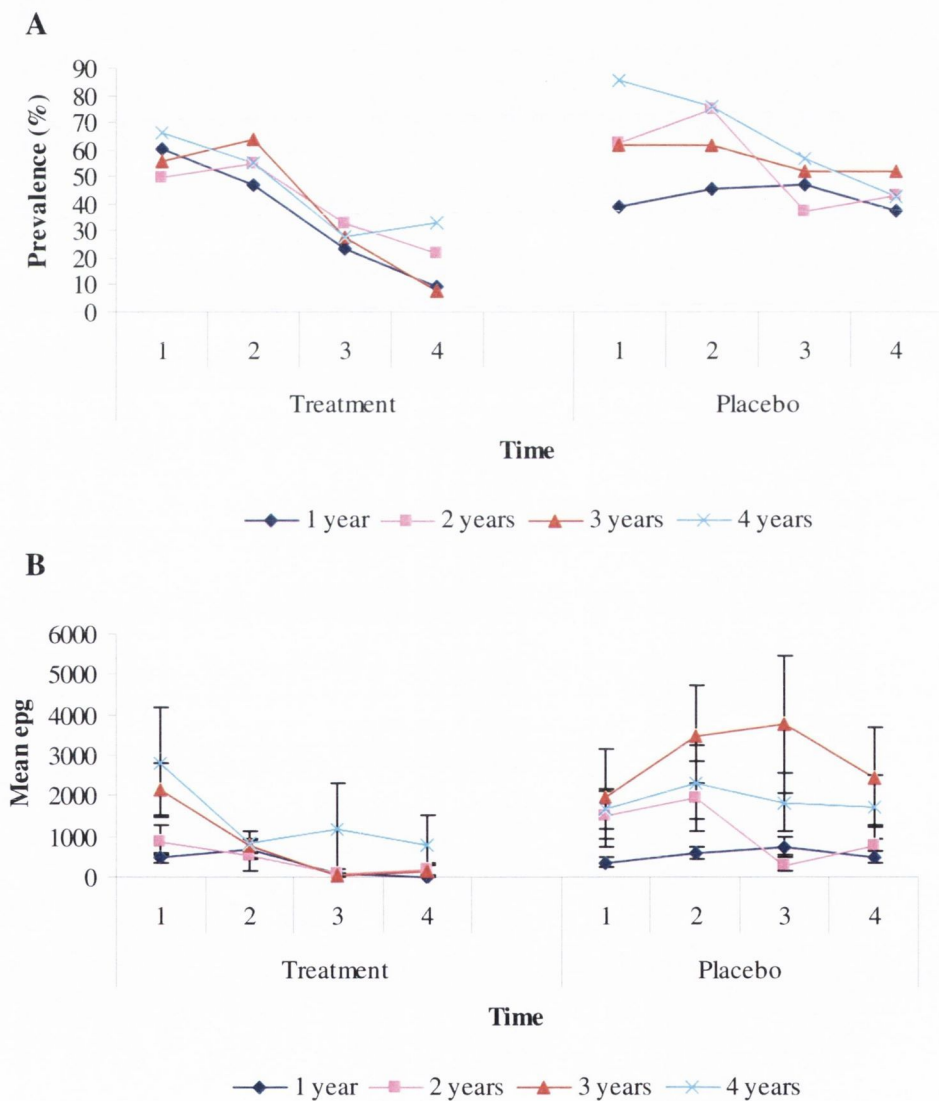 A
Prevalence (%)
90
80
70
60
50
40
30
20
10
0
1 2 3 4 1 2 3 4
Treatment Placebo
Time
1 year 2 years 3 years 4 years
B
Mean epg
6000
5000
4000
3000
2000
1000
0
1 2 3 4 1 2 3 4
Treatment Placebo
Time
1 year 2 years 3 years 4 years